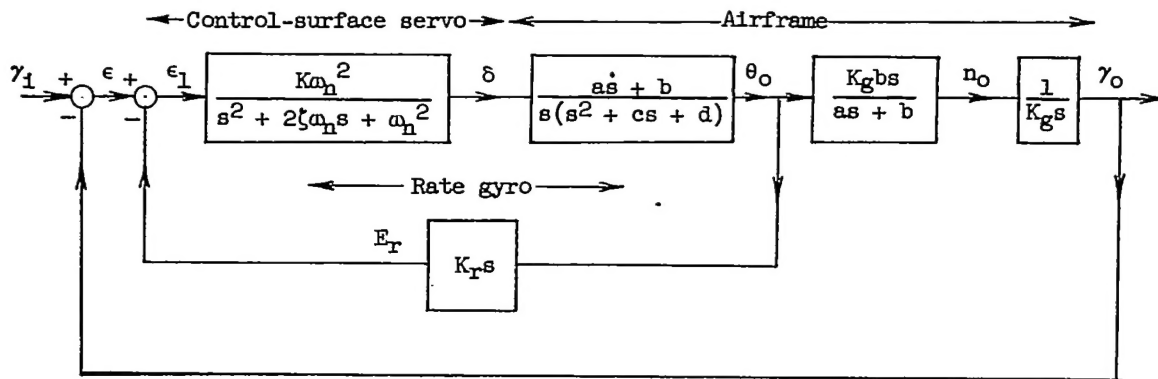 Control-surface servo
Airframe
γi + ϵ + ϵ1 Kωn² δ as + b θo Kgbs no 1 γo
− − s² + 2ζωns + ωn² s(s² + cs + d) as + b Kgs
Rate gyro
Er
Krs